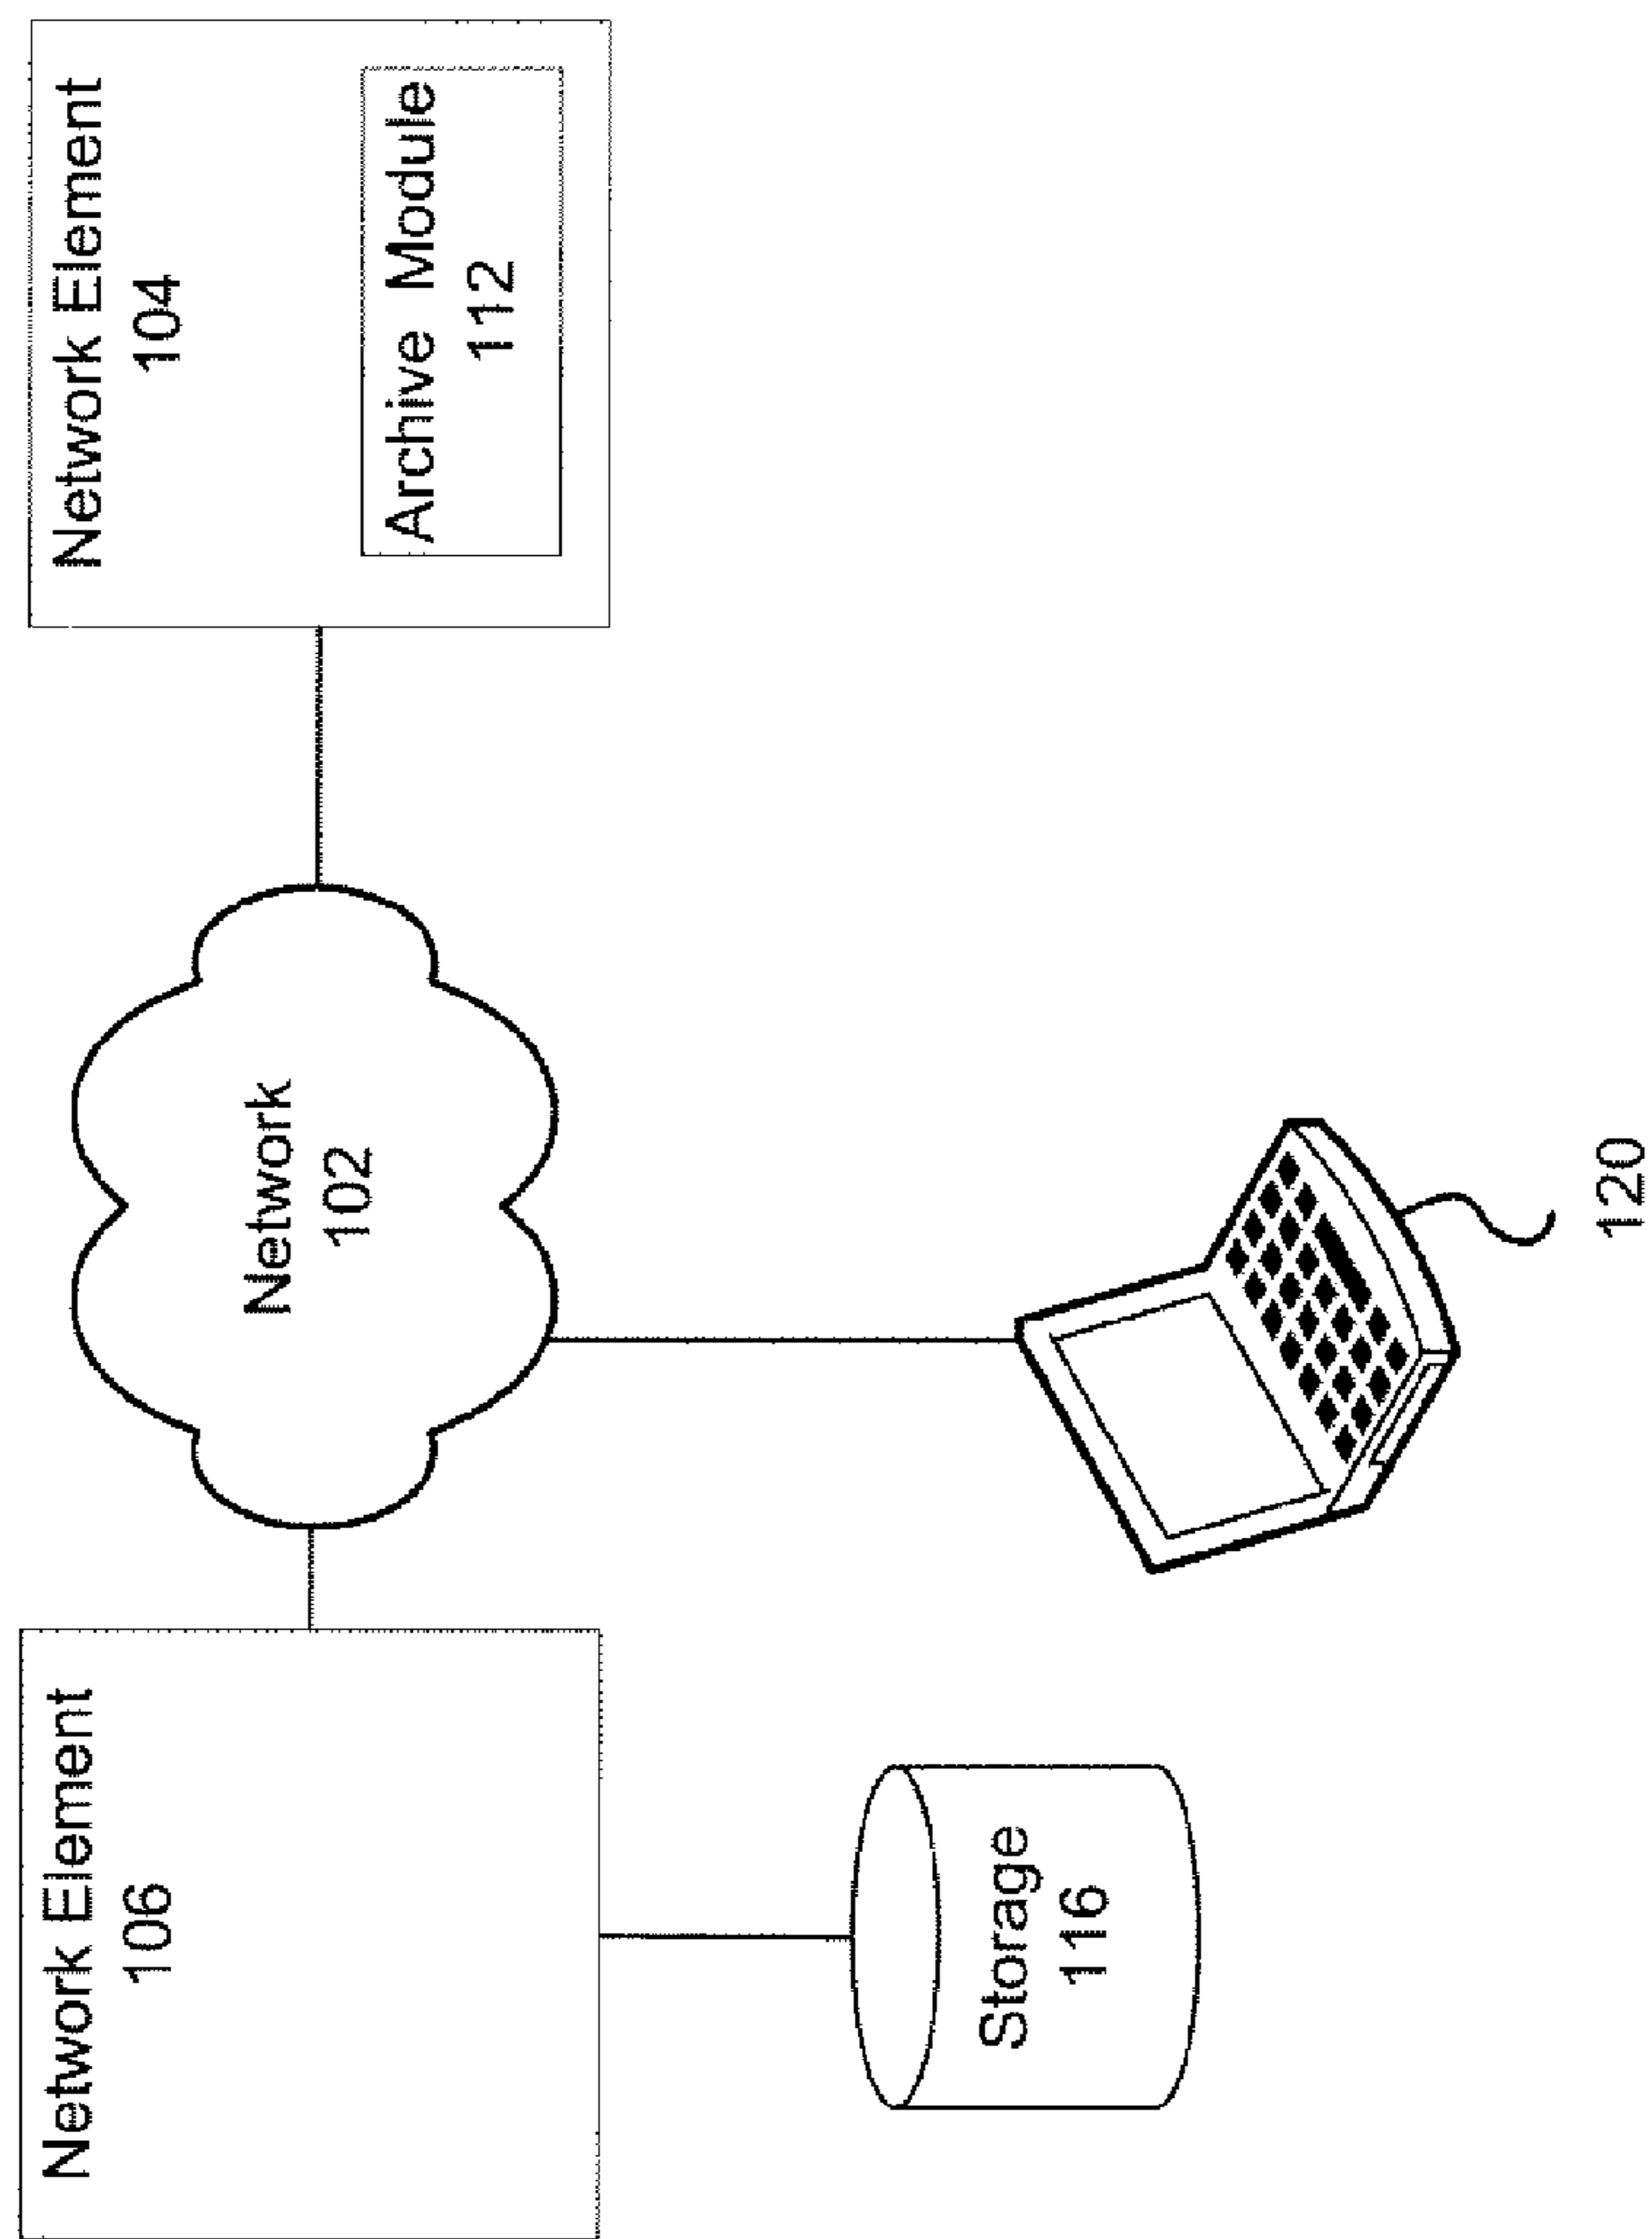 Network Element
106
Network
102
Network Element
104
Archive Module
112
Storage
116
120